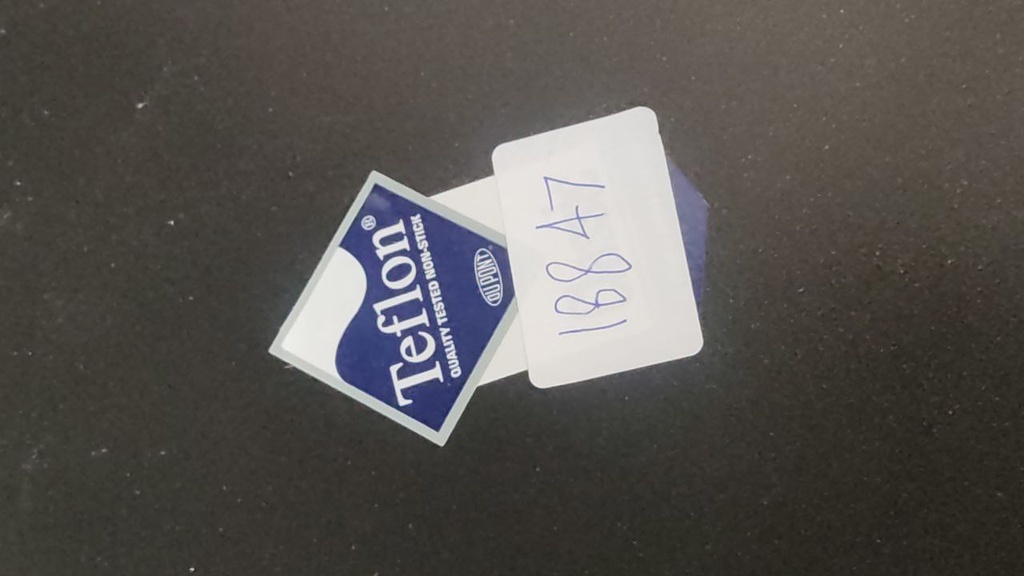 Teflon®
QUALITY TESTED NON-STICK
DUPONT
18847